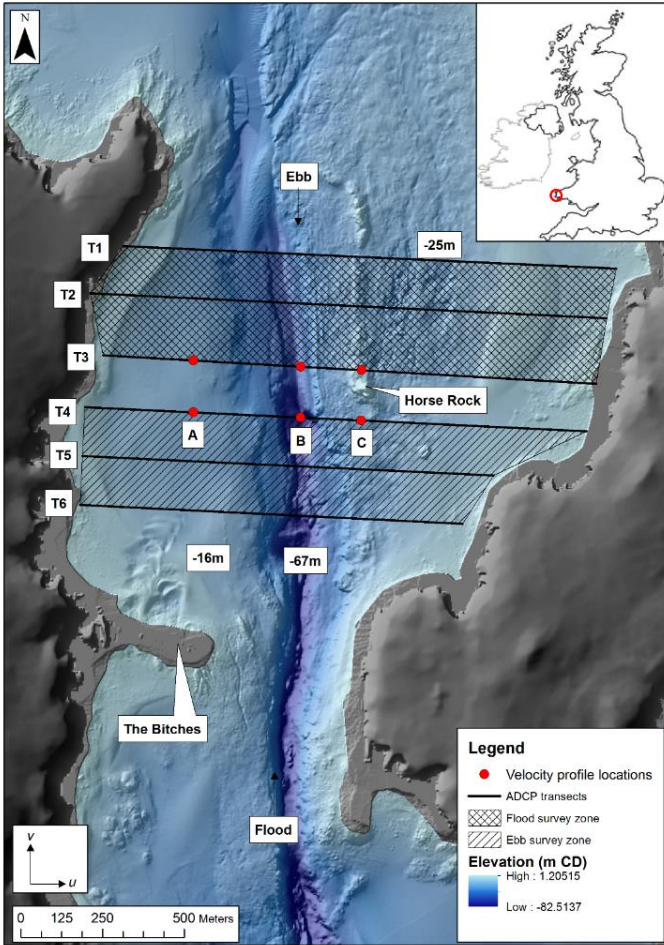 N
Ebb
T1
-25m
T2
T3
Horse Rock
T4
A
B
C
T5
T6
-16m
-67m
The Bitches
Flood
v
u
0 125 250 500 Meters
Legend
Velocity profile locations
ADCP transects
Flood survey zone
Ebb survey zone
Elevation (m CD)
High : 1.20515
Low : -82.5137